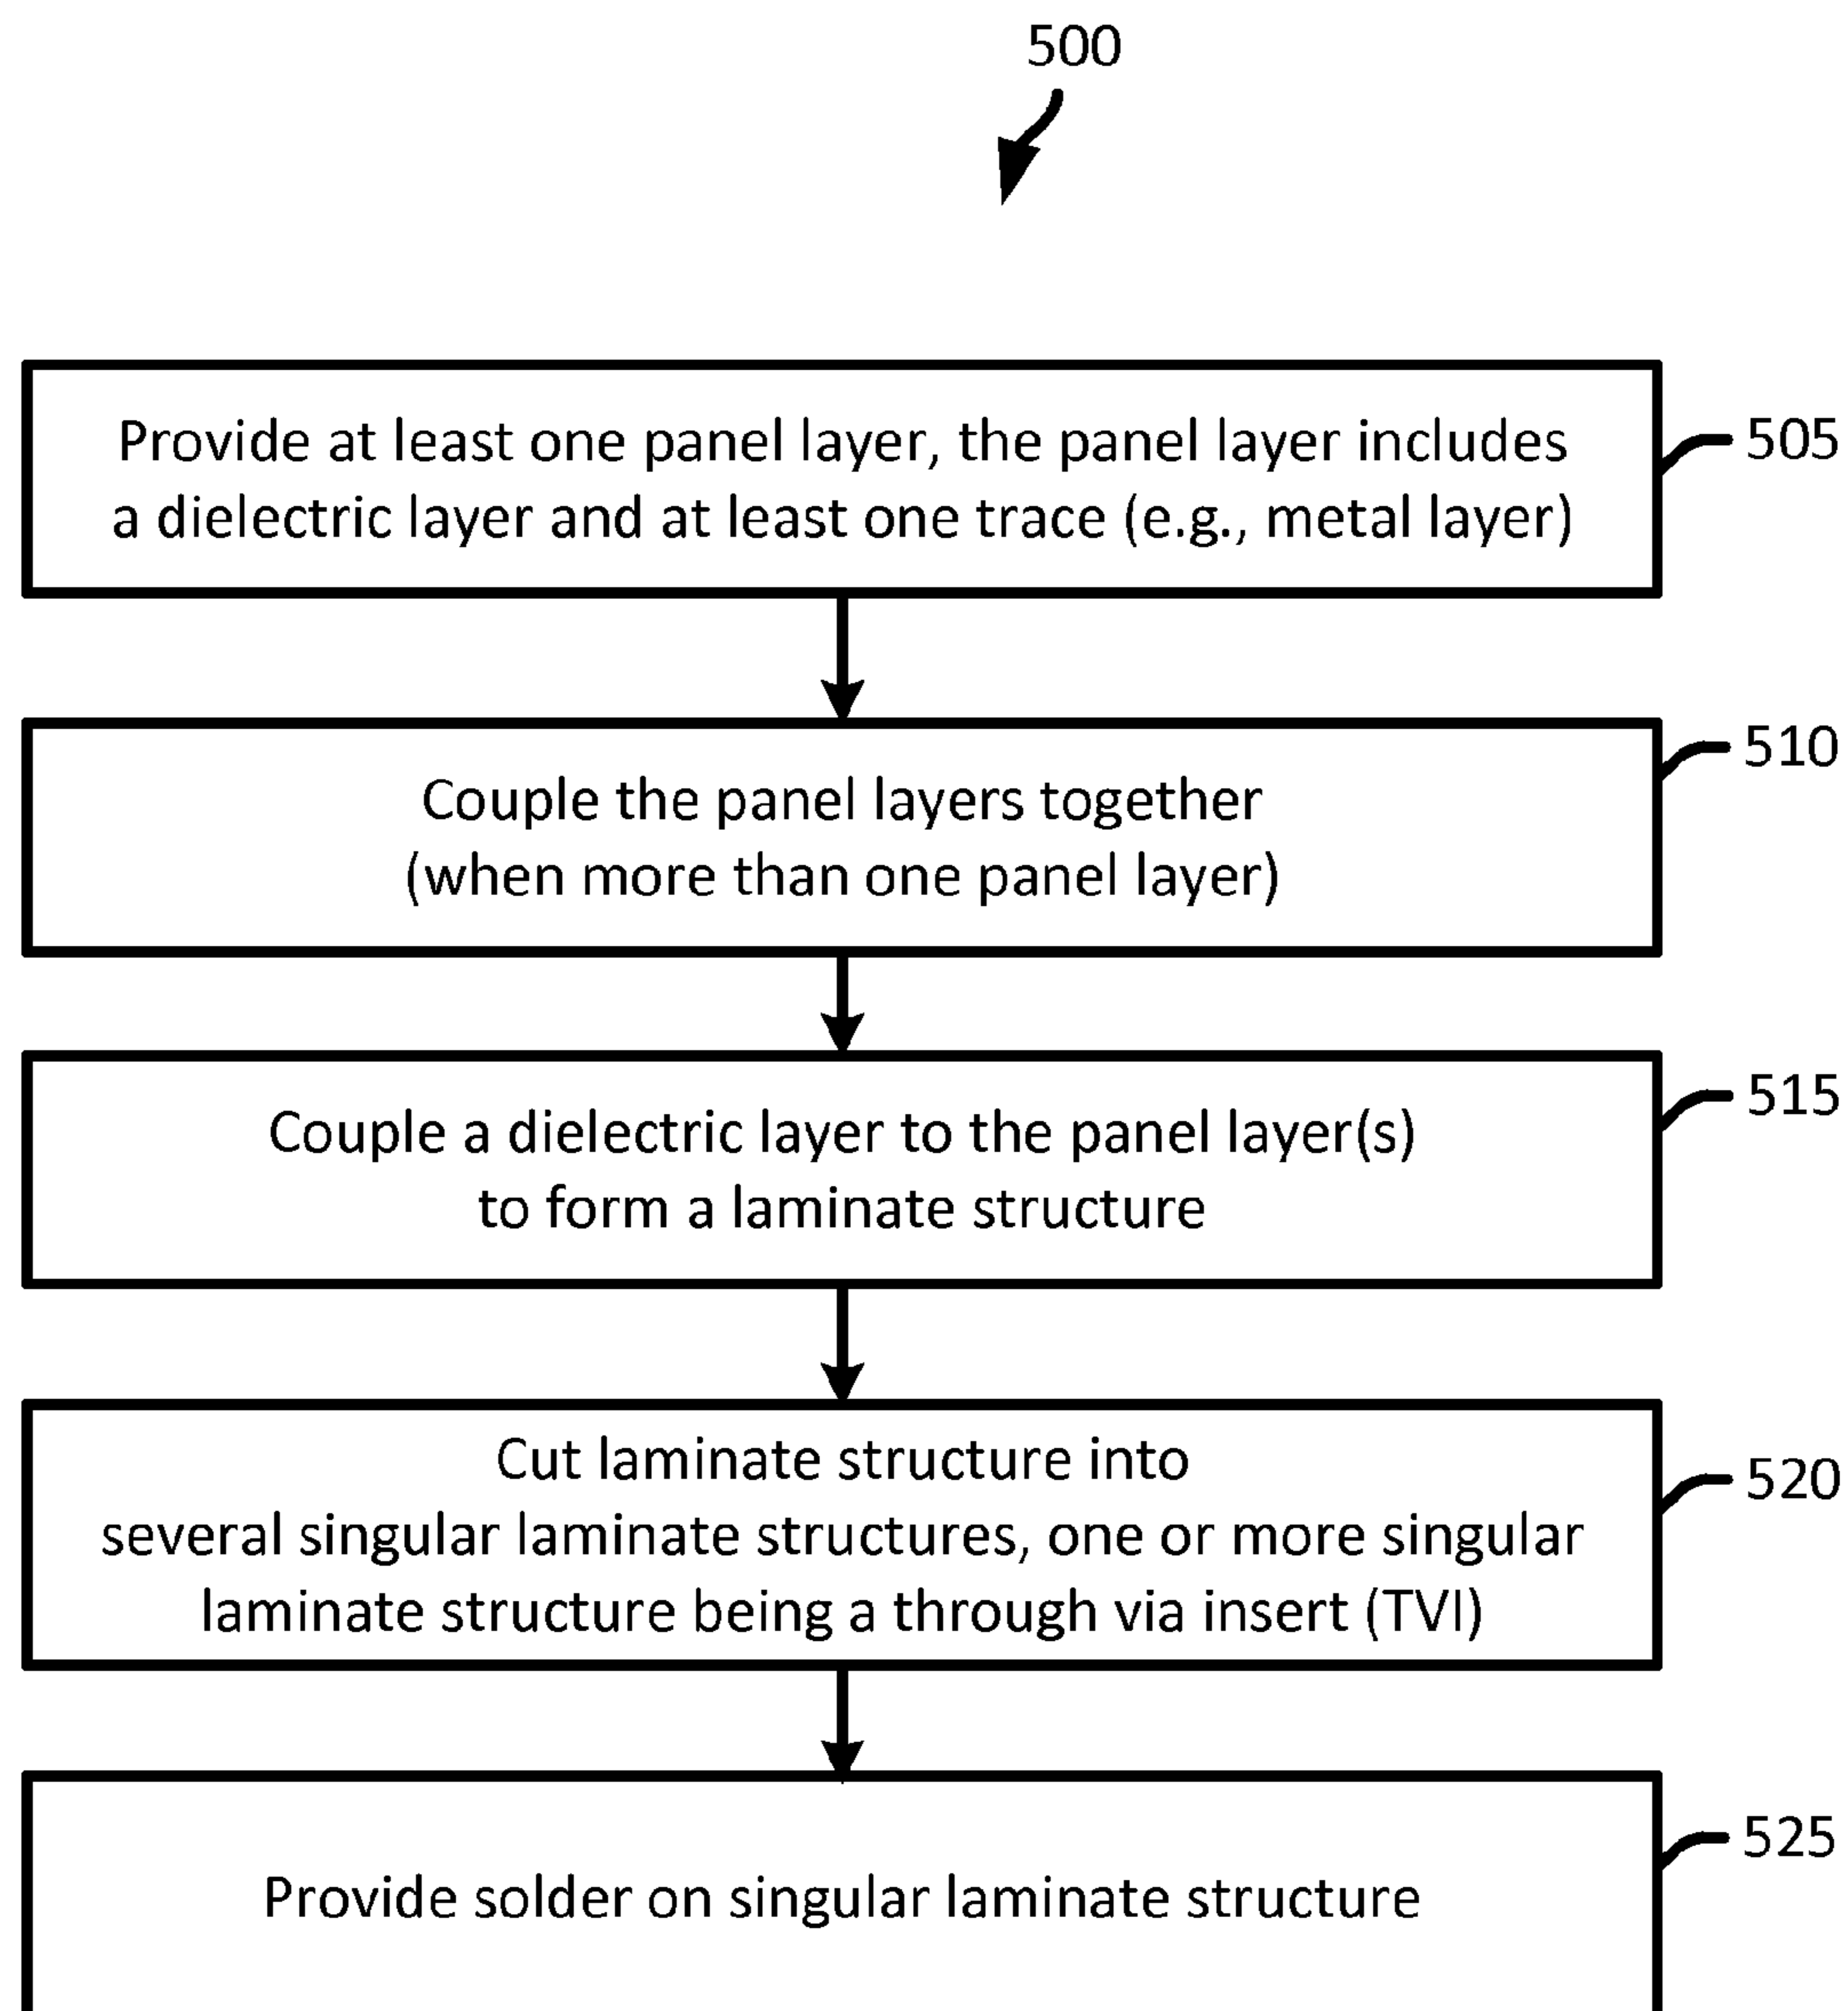 500
Provide at least one panel layer, the panel layer includes
a dielectric layer and at least one trace (e.g., metal layer)
505
Couple the panel layers together
(when more than one panel layer)
510
Couple a dielectric layer to the panel layer(s)
to form a laminate structure
515
Cut laminate structure into
several singular laminate structures, one or more singular
laminate structure being a through via insert (TVI)
520
Provide solder on singular laminate structure
525